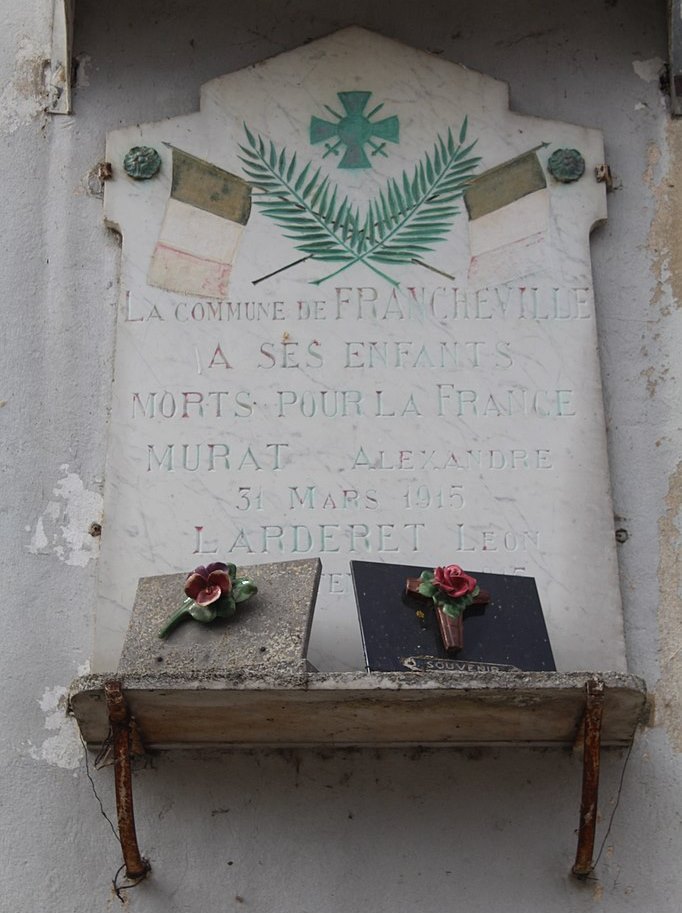 LA COMMUNE DE FRANCHEVILLE
A SES ENFANTS
MORTS POUR LA FRANCE
MURAT ALEXANDRE
31 MARS 1915
LARDERET LEON
SOUVENIR